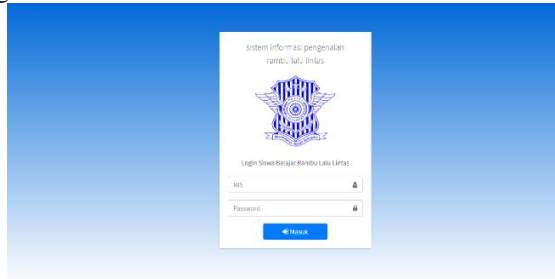 sistem informasi pengenalan
rambu lalu lintas
Login Siswa Belajar Rambu Lalu Lintas
NIS
Password
Masuk